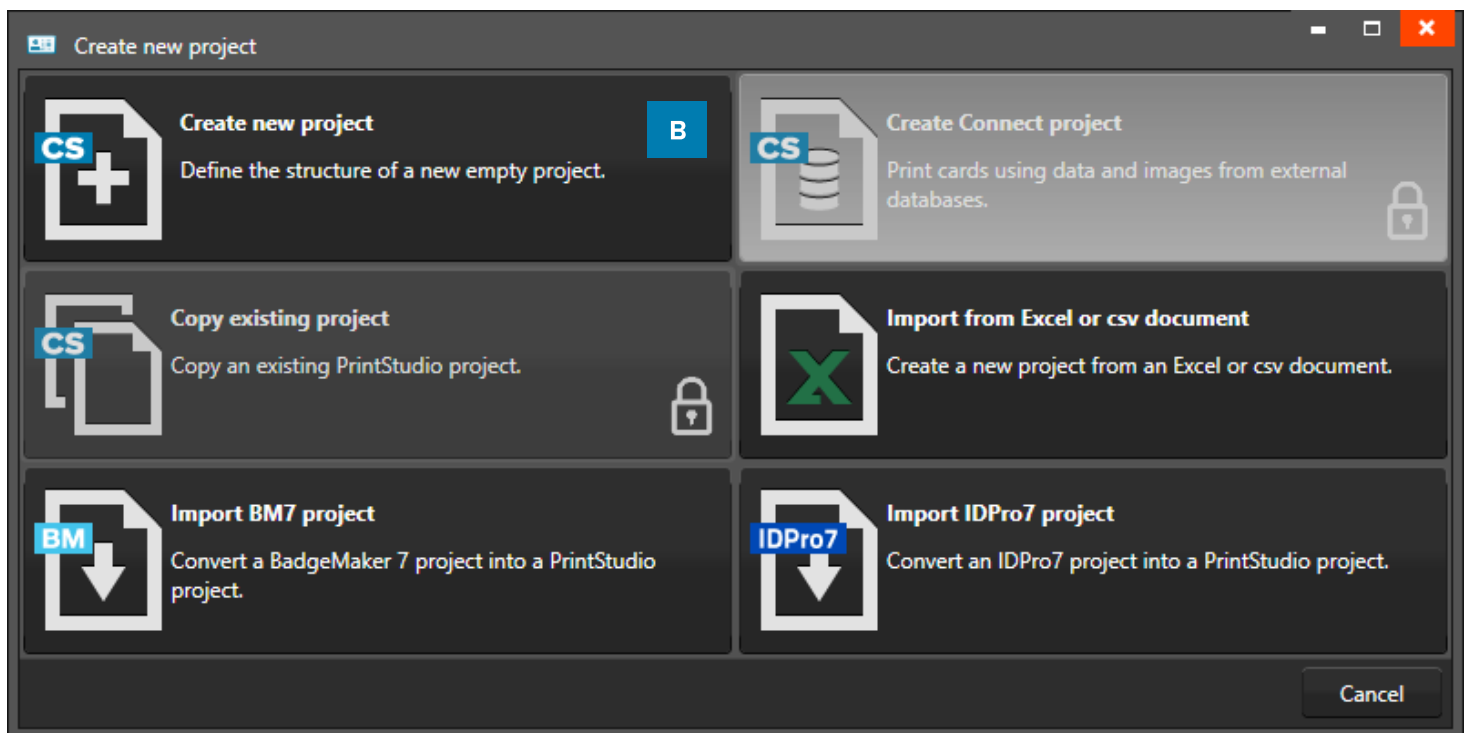 Create new project
CS
Create new project
B
Define the structure of a new empty project.
CS
Create Connect project
Print cards using data and images from external
databases.
CS
Copy existing project
Copy an existing PrintStudio project.
X
Import from Excel or csv document
Create a new project from an Excel or csv document.
BM
Import BM7 project
Convert a BadgeMaker 7 project into a PrintStudio
project.
IDPro7
Import IDPro7 project
Convert an IDPro7 project into a PrintStudio project.
Cancel